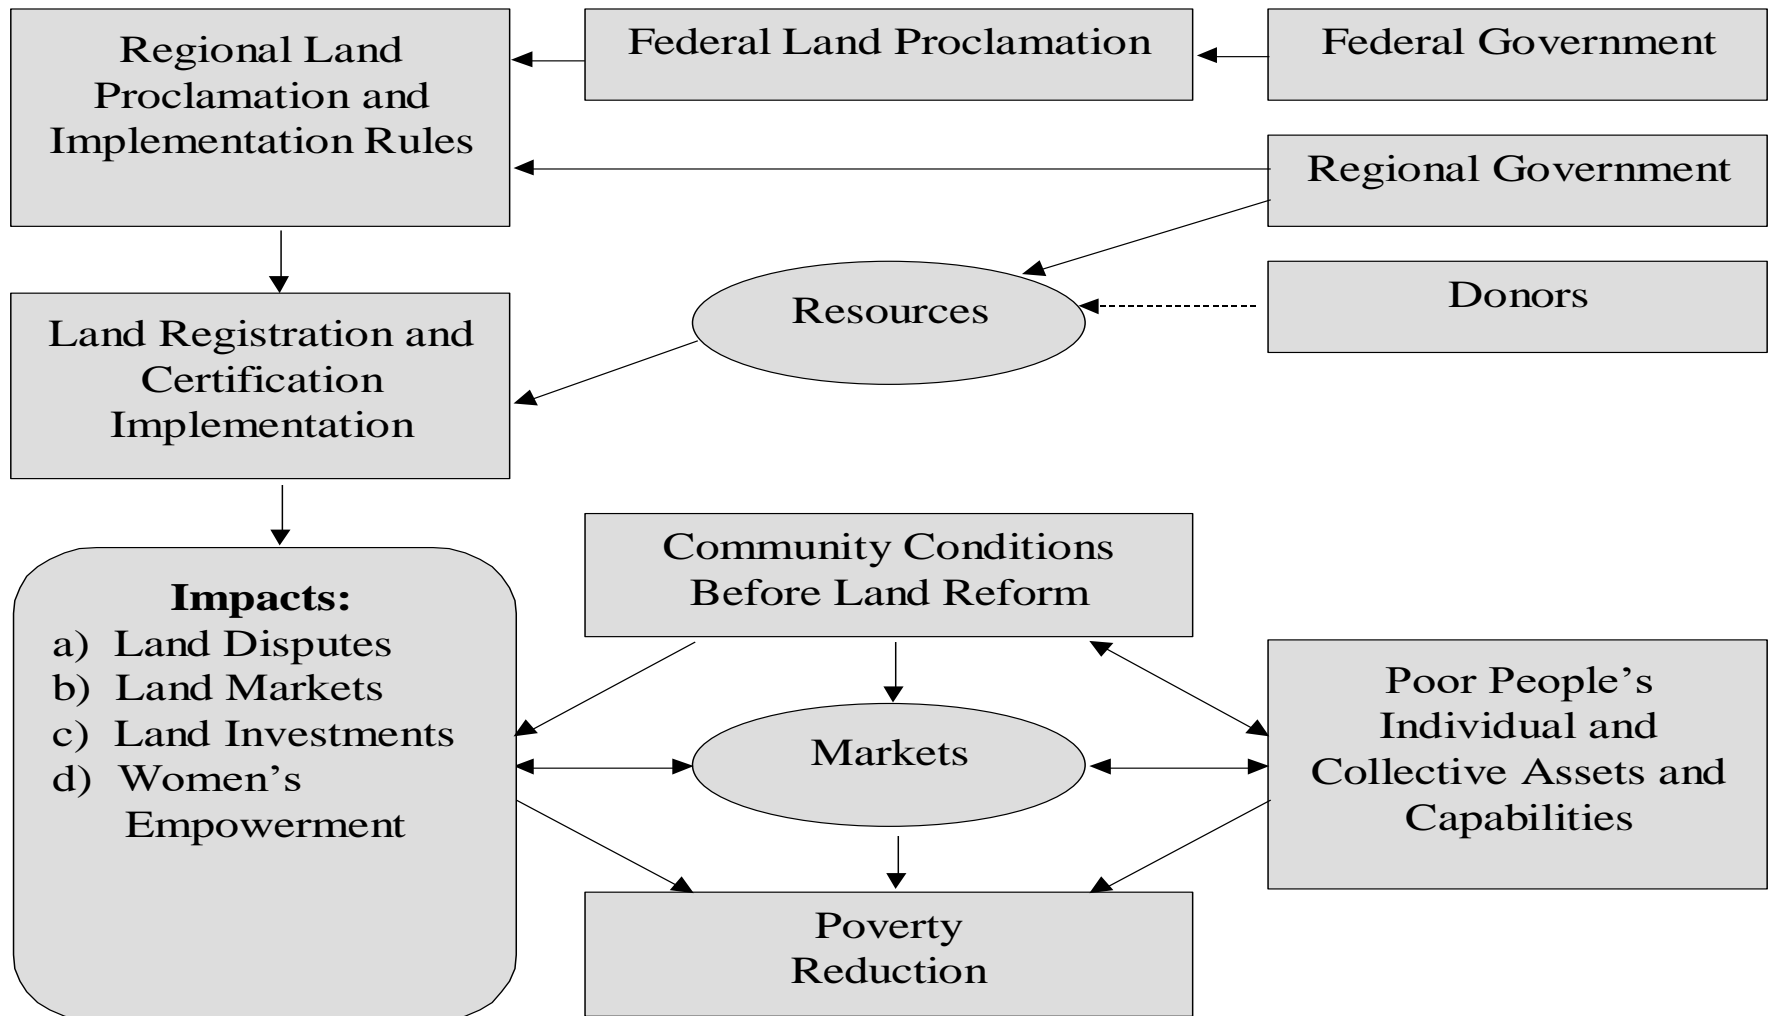 Regional Land
Proclamation and
Implementation Rules
Federal Land Proclamation
Federal Government
Regional Government
Donors
Resources
Land Registration and
Certification
Implementation
Impacts:
a) Land Disputes
b) Land Markets
c) Land Investments
d) Women’s
Empowerment
Community Conditions
Before Land Reform
Markets
Poor People’s
Individual and
Collective Assets and
Capabilities
Poverty
Reduction